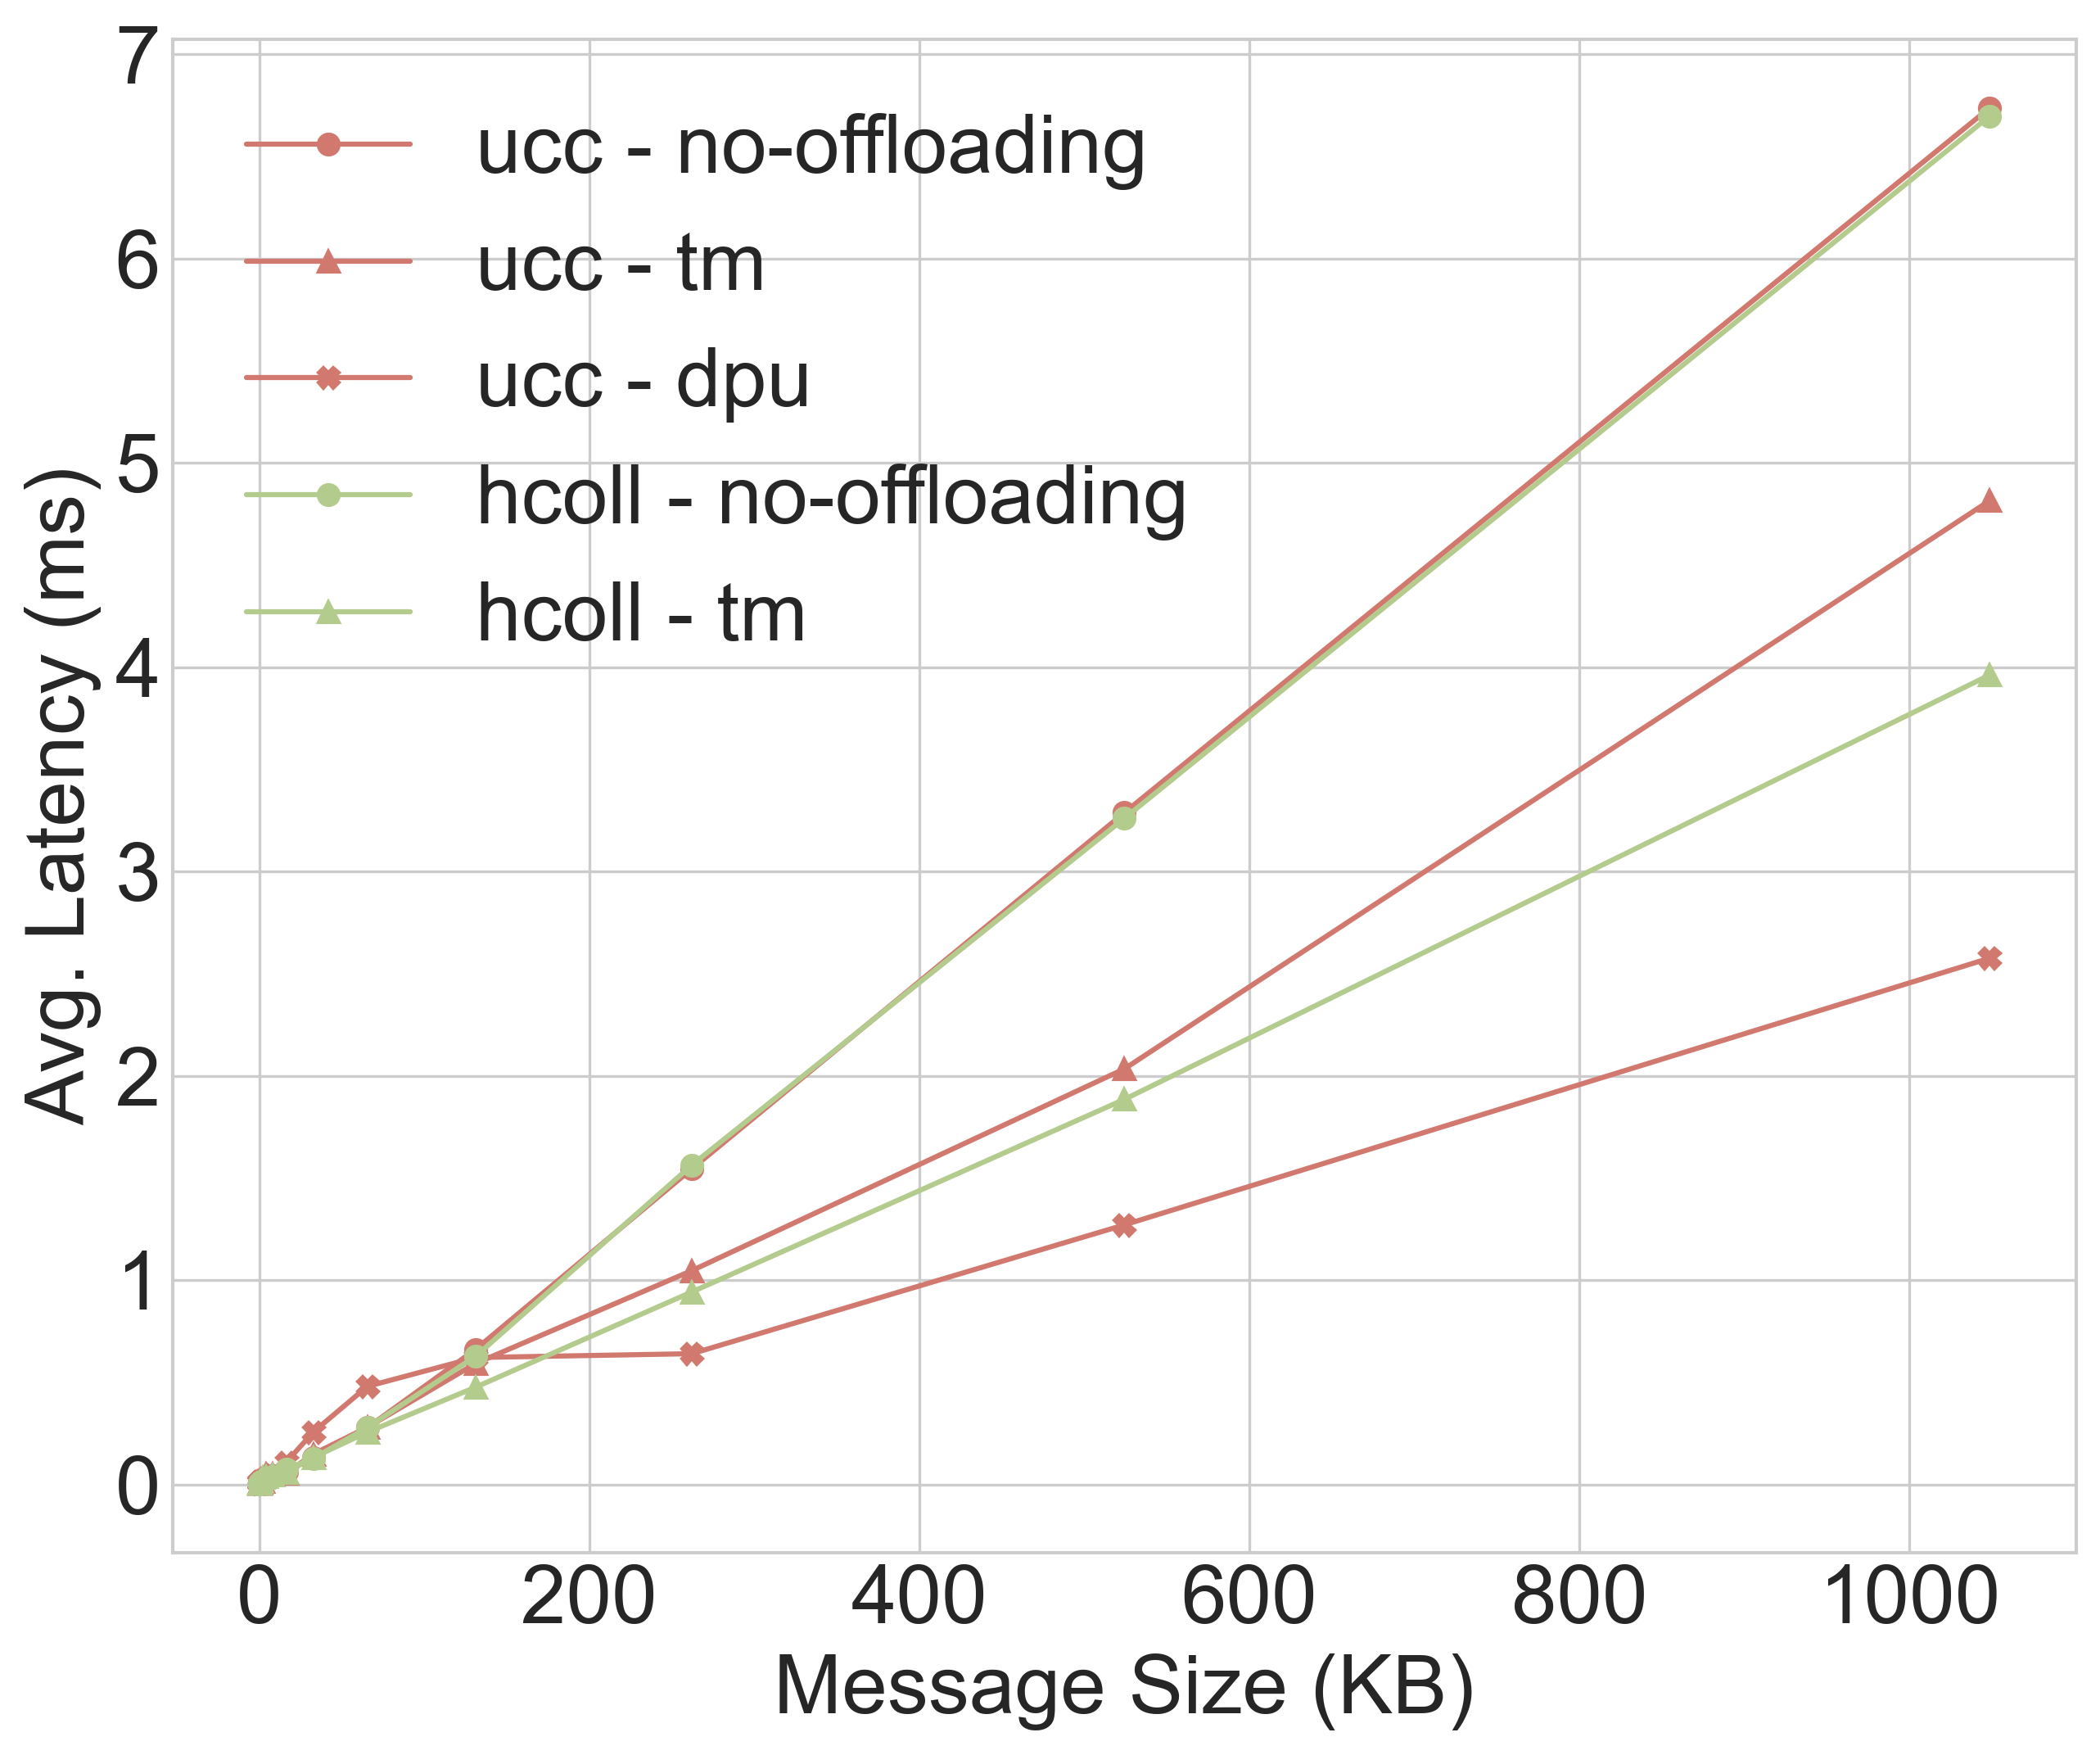 7
6
5
4
3
2
1
0
Avg. Latency (ms)
ucc - no-offloading
ucc - tm
ucc - dpu
hcoll - no-offloading
hcoll - tm
0 200 400 600 800 1000
Message Size (KB)